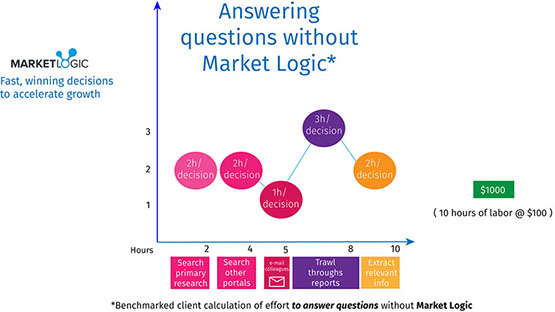 Answering
questions without
Market Logic*
MARKETLOGIC
Fast, winning decisions
to accelerate growth
3
2
1
2h/
decision
2h/
decision
1h/
decision
3h/
decision
2h/
decision
$1000
( 10 hours of labor @ $100 )
Hours
2
4
5
8
10
Search
primary
research
Search
other
portals
e-mail
colleagues
Trawl
throughs
reports
Extract
relevant
info
*Benchmarked client calculation of effort to answer questions without Market Logic